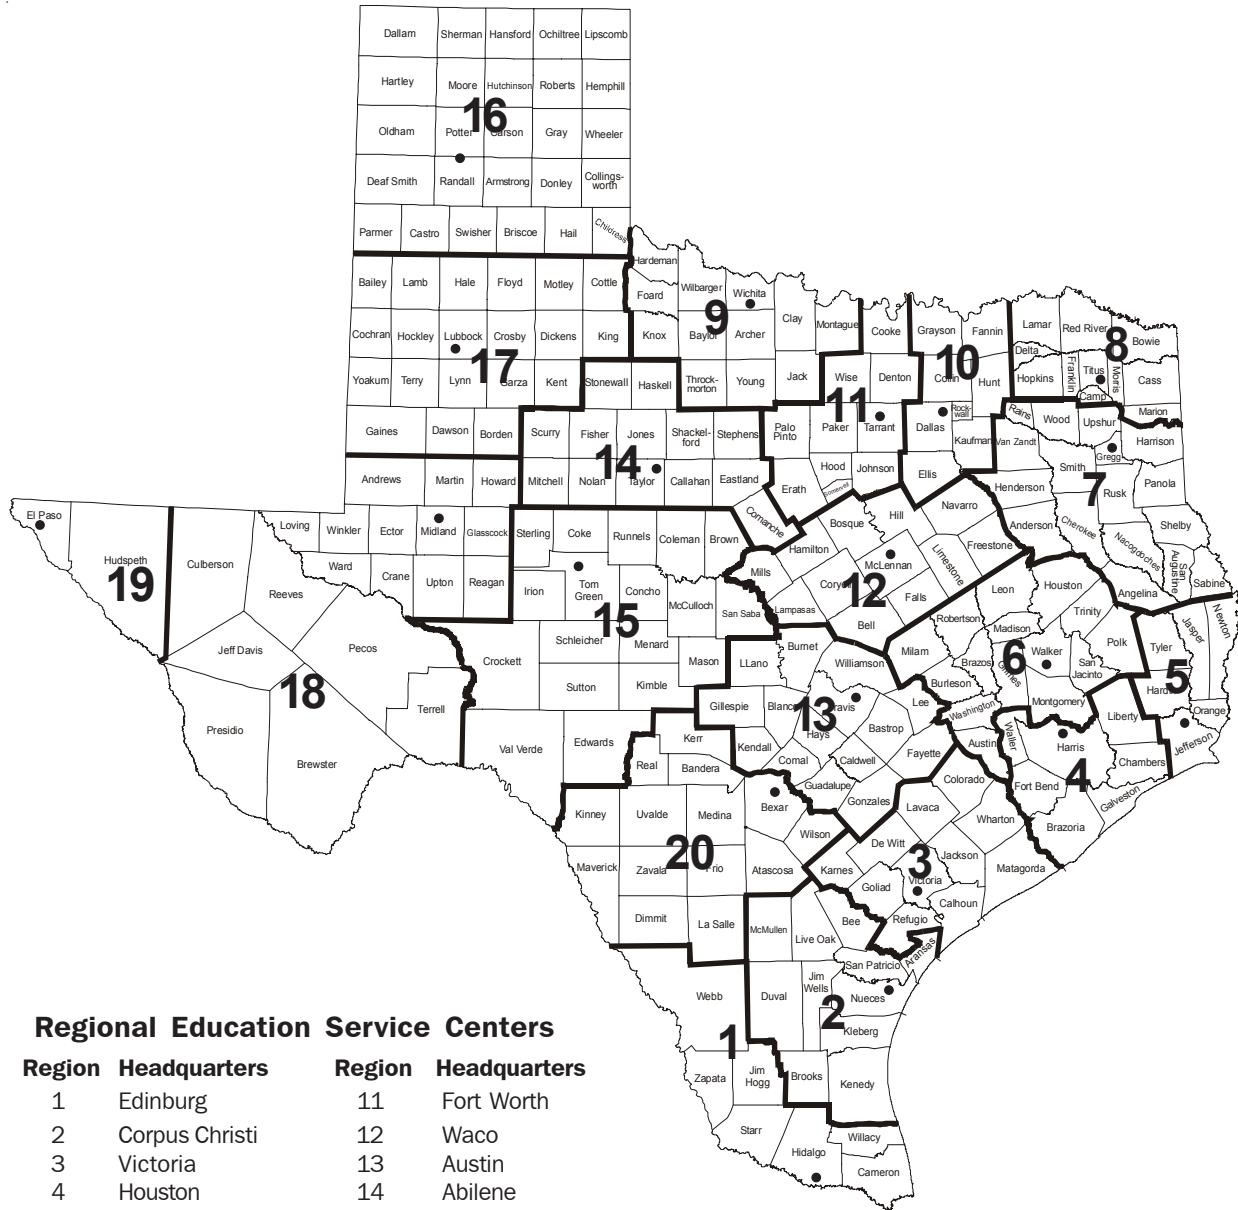 Dallam Sherman Hansford Ochiltree Lipscomb
Hartley Moore Hutchinson Roberts Hemphill
16
Oldham Potter Carson Gray Wheeler
Deaf Smith Randall Armstrong Donley Collings-
worth
Parmer Castro Swisher Briscoe Hail Childress
Hardeman
Bailey Lamb Hale Floyd Motley Cottle Foard Wilbarger Wichita
9
Clay Montague Cooke Grayson Fannin Lamar Red River Bowie
8
Cochran Hockley Lubbock Crosby Dickens King Knox Baylor Archer
17
10
Delta
Yoakum Terry Lynn Garza Kent Stonewall Haskell Throck-
morton Young Jack Wise Denton Collin Hunt Hopkins Franklin Titus Morris Cass
Camp
11
Gaines Dawson Borden Scurry Fisher Jones Shackel-
ford Stephens Palo
Pinto Paker Tarrant Dallas Rock-
wall Kaufman Van Zandt Rains Wood Upshur Marion
Harrison
14
Gregg
Andrews Martin Howard Mitchell Nolan Taylor Callahan Eastland Erath Hood Somervell Johnson Ellis Henderson Smith 7 Rusk Panola
El Paso
Hudspeth
19
Culberson Loving Winkler Ector Midland Glasscock Sterling Coke Runnels Coleman Brown Comanche Hamilton Bosque Hill Navarro Anderson Cherokee Nacogdoches Shelby
Ward Crane Upton Reagan Irion Tom
Green Concho McCulloch San Saba Mills Lampasas Coryell McLennan Limestone Freestone
12
Falls Bell Leon Houston Angelina San
Augustine Sabine
Reeves Jeff Davis Pecos
15
Schleicher Menard Mason LLano Burnet Williamson Milam Robertson Madison Trinity Polk Tyler Jasper Newton
Crockett Sutton Kimble
18
Presidio Brewster Terrell
Brazos Grimes 6 Walker San
Jacinto Hardin 5
Burleson Washington Montgomery Liberty Orange
Jefferson
Gillespie Blanco 13 Travis Lee
Hays Bastrop
Val Verde Edwards Real Kerr Bandera Kendall Comal Caldwell Fayette Austin Waller Harris Chambers
4
Guadalupe Gonzales Colorado Fort Bend Galveston
Kinney Uvalde Medina Bexar Wilson Lavaca Wharton Brazoria
20
De Witt 3 Jackson
Maverick Zavala Frio Atascosa Karnes Goliad Victoria Matagorda
Calhoun
Dimmit La Salle McMullen Live Oak Bee Refugio
Aransas
San Patricio
Webb Duval Jim
Wells Nueces
2
Kleberg
1
Zapata Jim
Hogg Brooks Kenedy
Starr Hidalgo Willacy
Cameron
Regional Education Service Centers
Region Headquarters Region Headquarters
1 Edinburg 11 Fort Worth
2 Corpus Christi 12 Waco
3 Victoria 13 Austin
4 Houston 14 Abilene